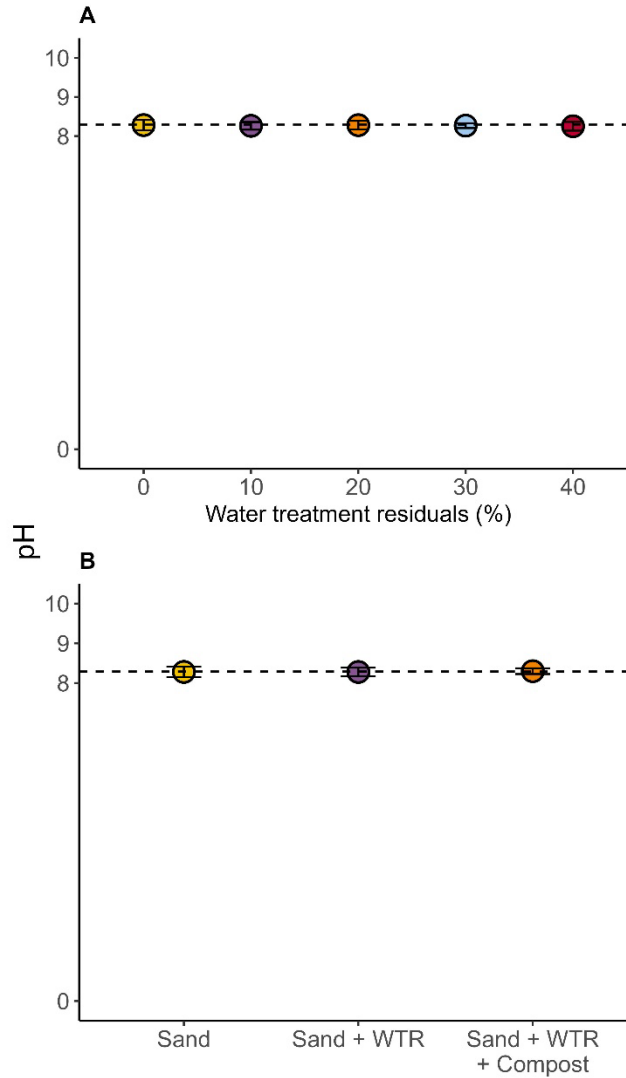 A
10
9
8
0
0 10 20 30 40
Water treatment residuals (%)
pH
B
10
9
8
0
Sand Sand + WTR Sand + WTR
+ Compost